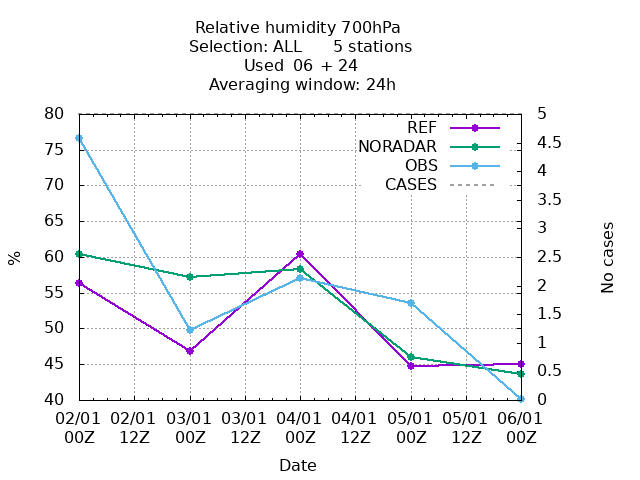 Relative humidity 700hPa
Selection: ALL 5 stations
Used 06 + 24
Averaging window: 24h
80
75
70
65
60
55
50
45
40
%
5
4.5
4
3.5
3
2.5
2
1.5
1
0.5
0
No cases
REF
NORADAR
OBS
CASES
02/01 02/01 03/01 03/01 04/01 04/01 05/01 05/01 06/01
00Z 12Z 00Z 12Z 00Z 12Z 00Z 12Z 00Z
Date